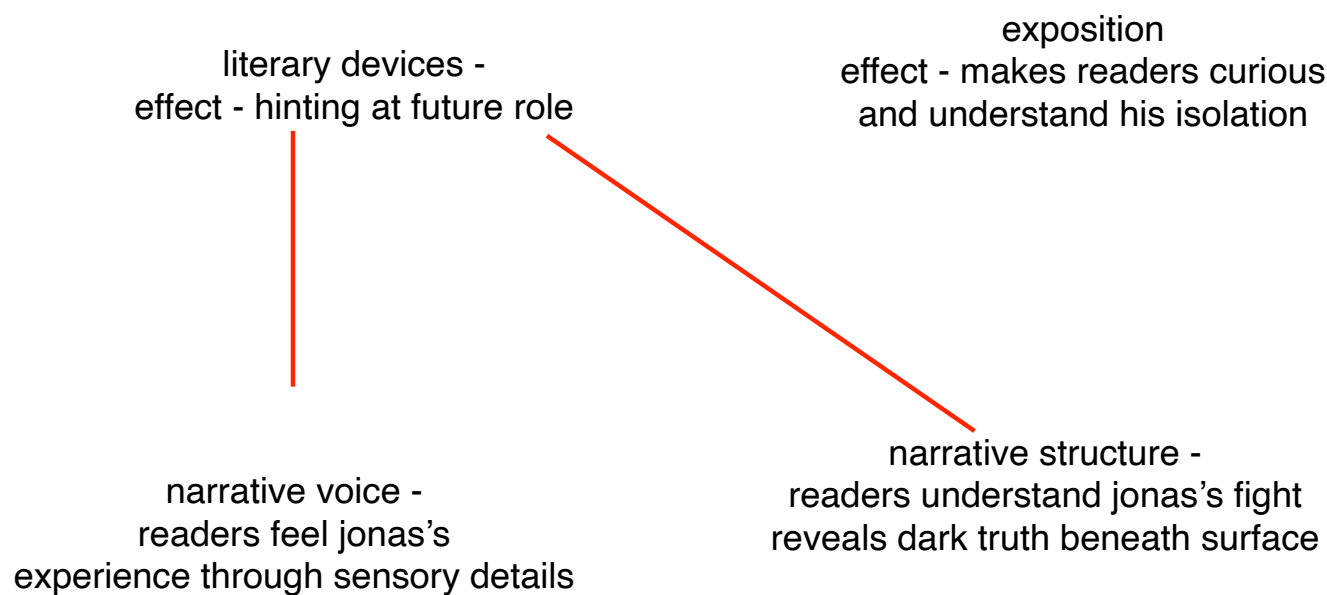 literary devices -
effect - hinting at future role
exposition
effect - makes readers curious
and understand his isolation
narrative voice -
readers feel jonas’s
experience through sensory details
narrative structure -
readers understand jonas’s fight
reveals dark truth beneath surface